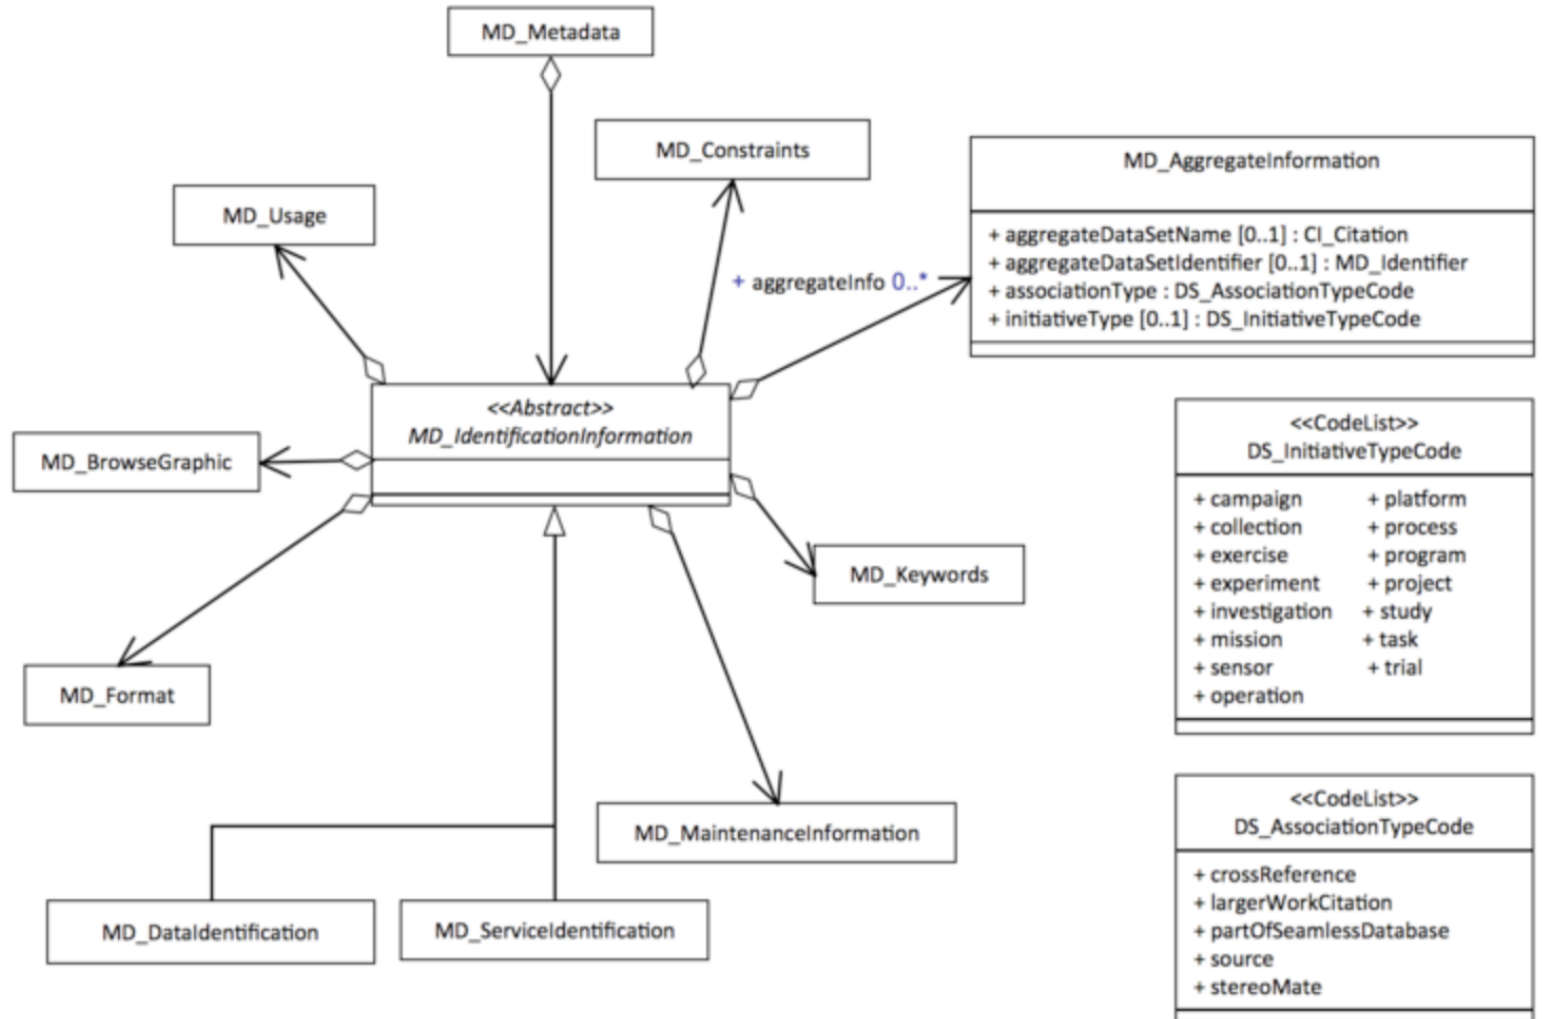 MD_Metadata
MD_Constraints
MD_Usage
MD_AggregateInformation
+ aggregateDataSetName [0..1] : CI_Citation
+ aggregateDataSetIdentifier [0..1] : MD_Identifier
+ associationType : DS_AssociationTypeCode
+ initiativeType [0..1] : DS_InitiativeTypeCode
+ aggregateInfo 0..*
<<Abstract>>
MD_IdentificationInformation
MD_BrowseGraphic
MD_Keywords
MD_Format
MD_MaintenanceInformation
MD_DataIdentification
MD_ServiceIdentification
<<CodeList>>
DS_InitiativeTypeCode
+ campaign + platform
+ collection + process
+ exercise + program
+ experiment + project
+ investigation + study
+ mission + task
+ sensor + trial
+ operation
<<CodeList>>
DS_AssociationTypeCode
+ crossReference
+ largerWorkCitation
+ partOfSeamlessDatabase
+ source
+ stereoMate